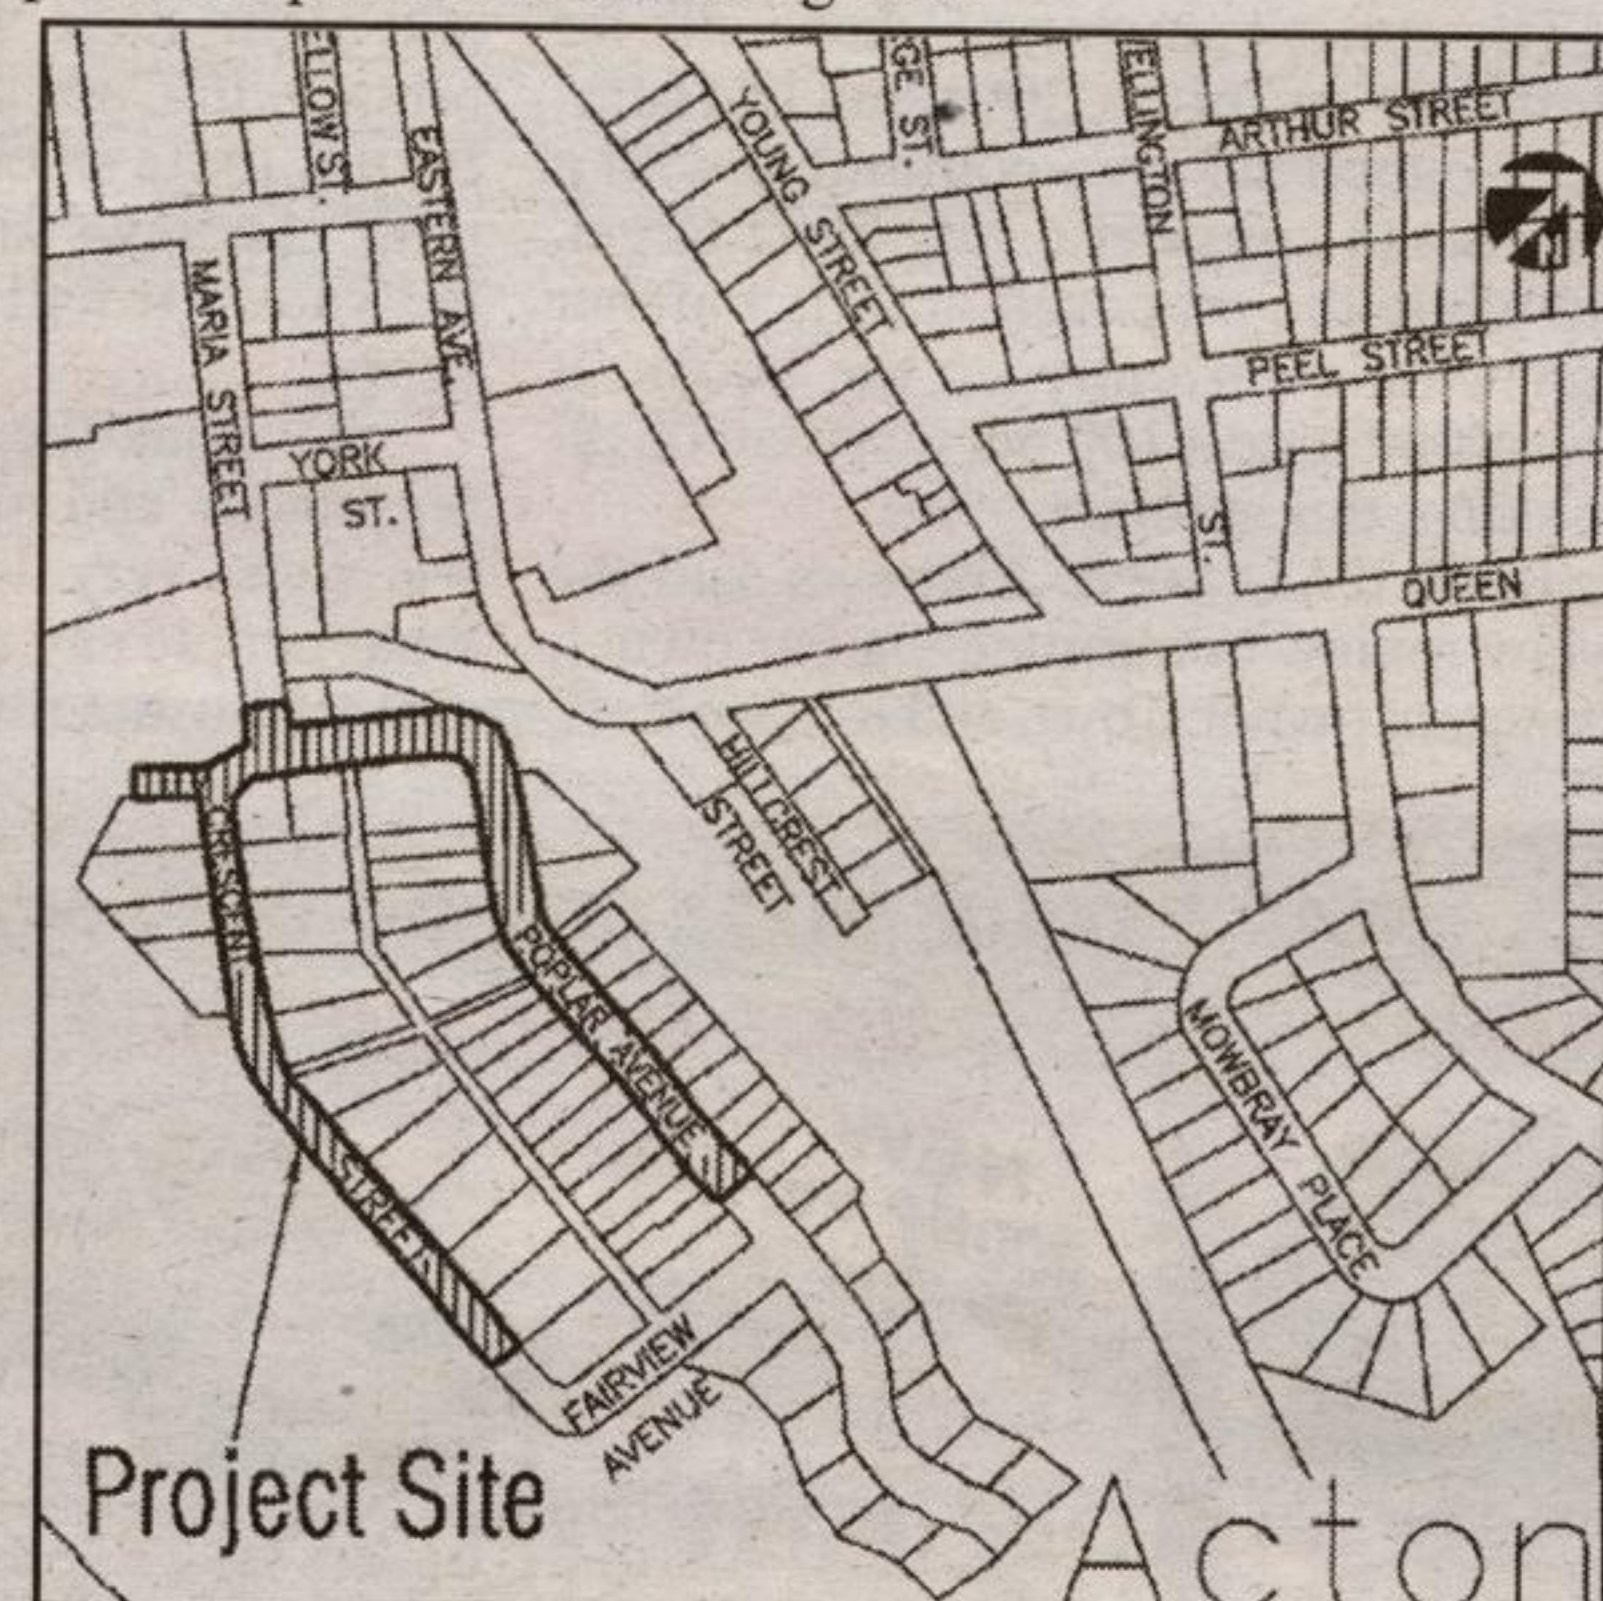 ELLOW ST.
EASTERN AVE.
YOUNG STREET
GE ST.
ELLINGTON
ST.
ARTHUR STREET
MARIA STREET
PEEL STREET
YORK
ST.
QUEEN
HILLCREST
STREET
CRESCENT
STREET
POPLAR AVENUE
MOWBRAY PLACE
FAIRVIEW
AVENUE
Project Site
Acton